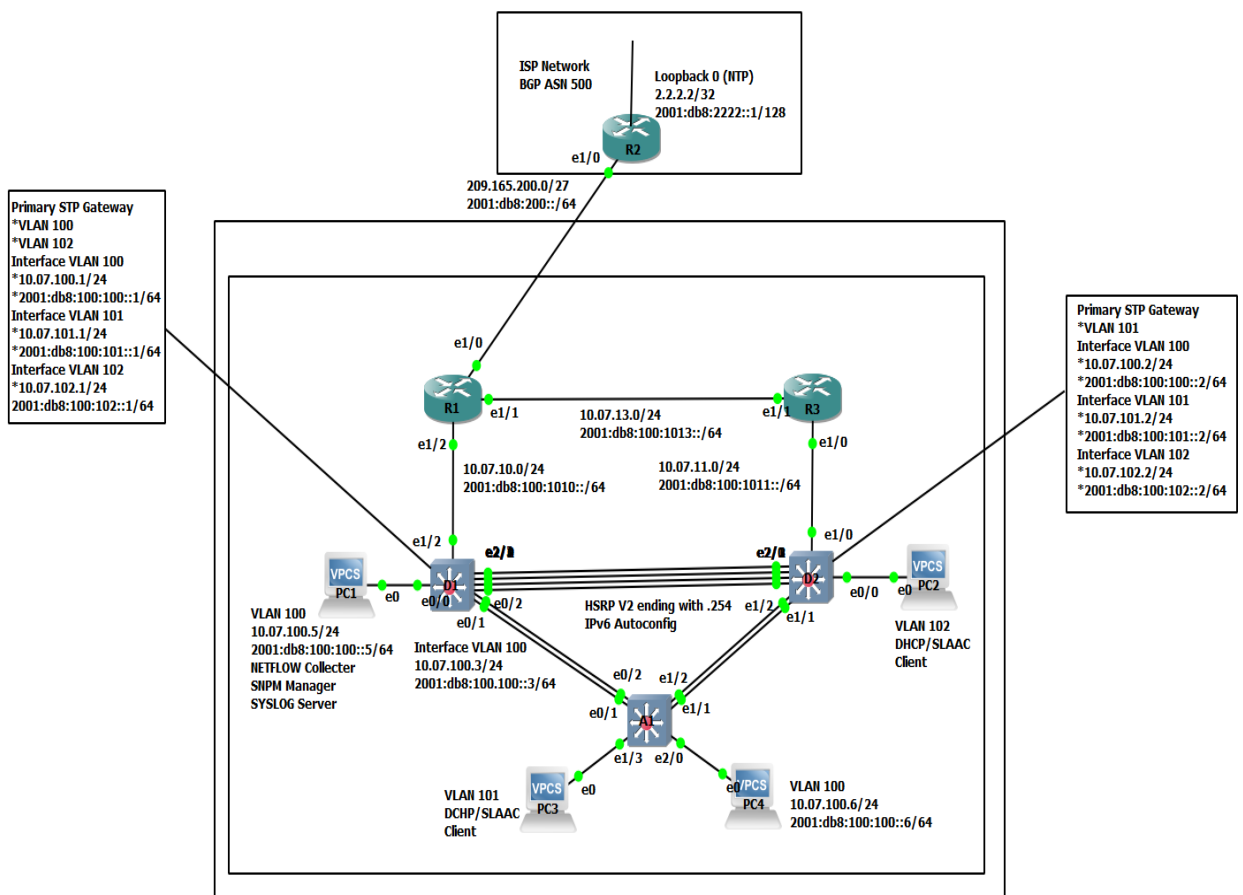 ISP Network
BGP ASN 500
Loopback 0 (NTP)
2.2.2.2/32
2001:db8:2222::1/128
R2
e1/0
209.165.200.0/27
2001:db8:200::/64
Primary STP Gateway
*VLAN 100
*VLAN 102
Interface VLAN 100
*10.07.100.1/24
*2001:db8:100:100::1/64
Interface VLAN 101
*10.07.101.1/24
*2001:db8:100:101::1/64
Interface VLAN 102
*10.07.102.1/24
2001:db8:100:102::1/64
Primary STP Gateway
*VLAN 101
Interface VLAN 100
*10.07.100.2/24
*2001:db8:100:100::2/64
Interface VLAN 101
*10.07.101.2/24
*2001:db8:100:101::2/64
Interface VLAN 102
*10.07.102.2/24
*2001:db8:100:102::2/64
e1/0
R1
e1/1
10.07.13.0/24
2001:db8:100:1013::/64
e1/1
R3
e1/2
e1/0
10.07.10.0/24
2001:db8:100:1010::/64
10.07.11.0/24
2001:db8:100:1011::/64
e1/2
e1/0
VPCS
PC1
e0
e0/0
D1
e0/2
e0/1
D2
e0/0
e0
VPCS
PC2
e1/2
e1/1
HSRP V2 ending with .254
IPv6 Autoconfig
VLAN 100
10.07.100.5/24
2001:db8:100:100::5/64
NETFLOW Collecter
SNPM Manager
SYSLOG Server
Interface VLAN 100
10.07.100.3/24
2001:db8:100.100::3/64
VLAN 102
DHCP/SLAAC
Client
e0/2
e0/1
e1/2
e1/1
A1
e1/3
e2/0
VLAN 101
DCHP/SLAAC
Client
VPCS
PC3
e0
e0
VPCS
PC4
VLAN 100
10.07.100.6/24
2001:db8:100:100::6/64